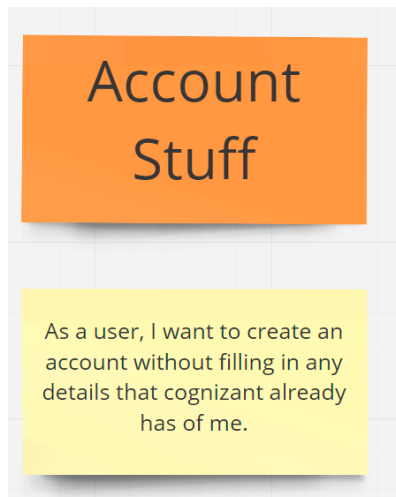 Account
Stuff
As a user, I want to create an
account without filling in any
details that cognizant already
has of me.